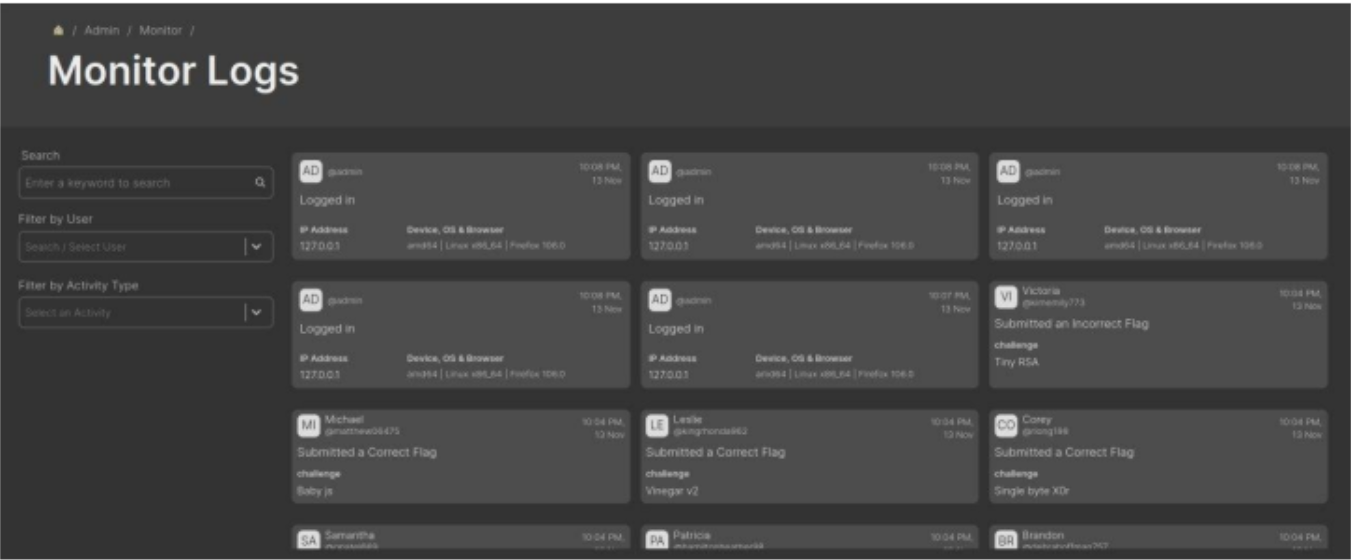 / Admin / Monitor /
Monitor Logs
Search
Enter a keyword to search
Filter by User
Search / Select User
Filter by Activity Type
Select an Activity
AD @admin 10:08 PM,
13 Nov
Logged in
IP Address Device, OS & Browser
127.0.0.1 amd64 | Linux x86_64 | Firefox 106.0
AD @admin 10:08 PM,
13 Nov
Logged in
IP Address Device, OS & Browser
127.0.0.1 amd64 | Linux x86_64 | Firefox 106.0
AD @admin 10:08 PM,
13 Nov
Logged in
IP Address Device, OS & Browser
127.0.0.1 amd64 | Linux x86_64 | Firefox 106.0
AD @admin 10:08 PM,
13 Nov
Logged in
IP Address Device, OS & Browser
127.0.0.1 amd64 | Linux x86_64 | Firefox 106.0
AD @admin 10:07 PM,
13 Nov
Logged in
IP Address Device, OS & Browser
127.0.0.1 amd64 | Linux x86_64 | Firefox 106.0
VI Victoria 10:04 PM,
@kimemily773 13 Nov
Submitted an Incorrect Flag
challenge
Tiny RSA
MI Michael 10:04 PM,
@matthew26475 13 Nov
Submitted a Correct Flag
challenge
Baby js
LE Leslie 10:04 PM,
13 Nov
Submitted a Correct Flag
challenge
Vinegar v2
CO Corey 10:04 PM,
13 Nov
Submitted a Correct Flag
challenge
Single byte X0r
SA Samantha 10:04 PM,
PA Patricia 10:04 PM,
BR Brandon 10:04 PM,